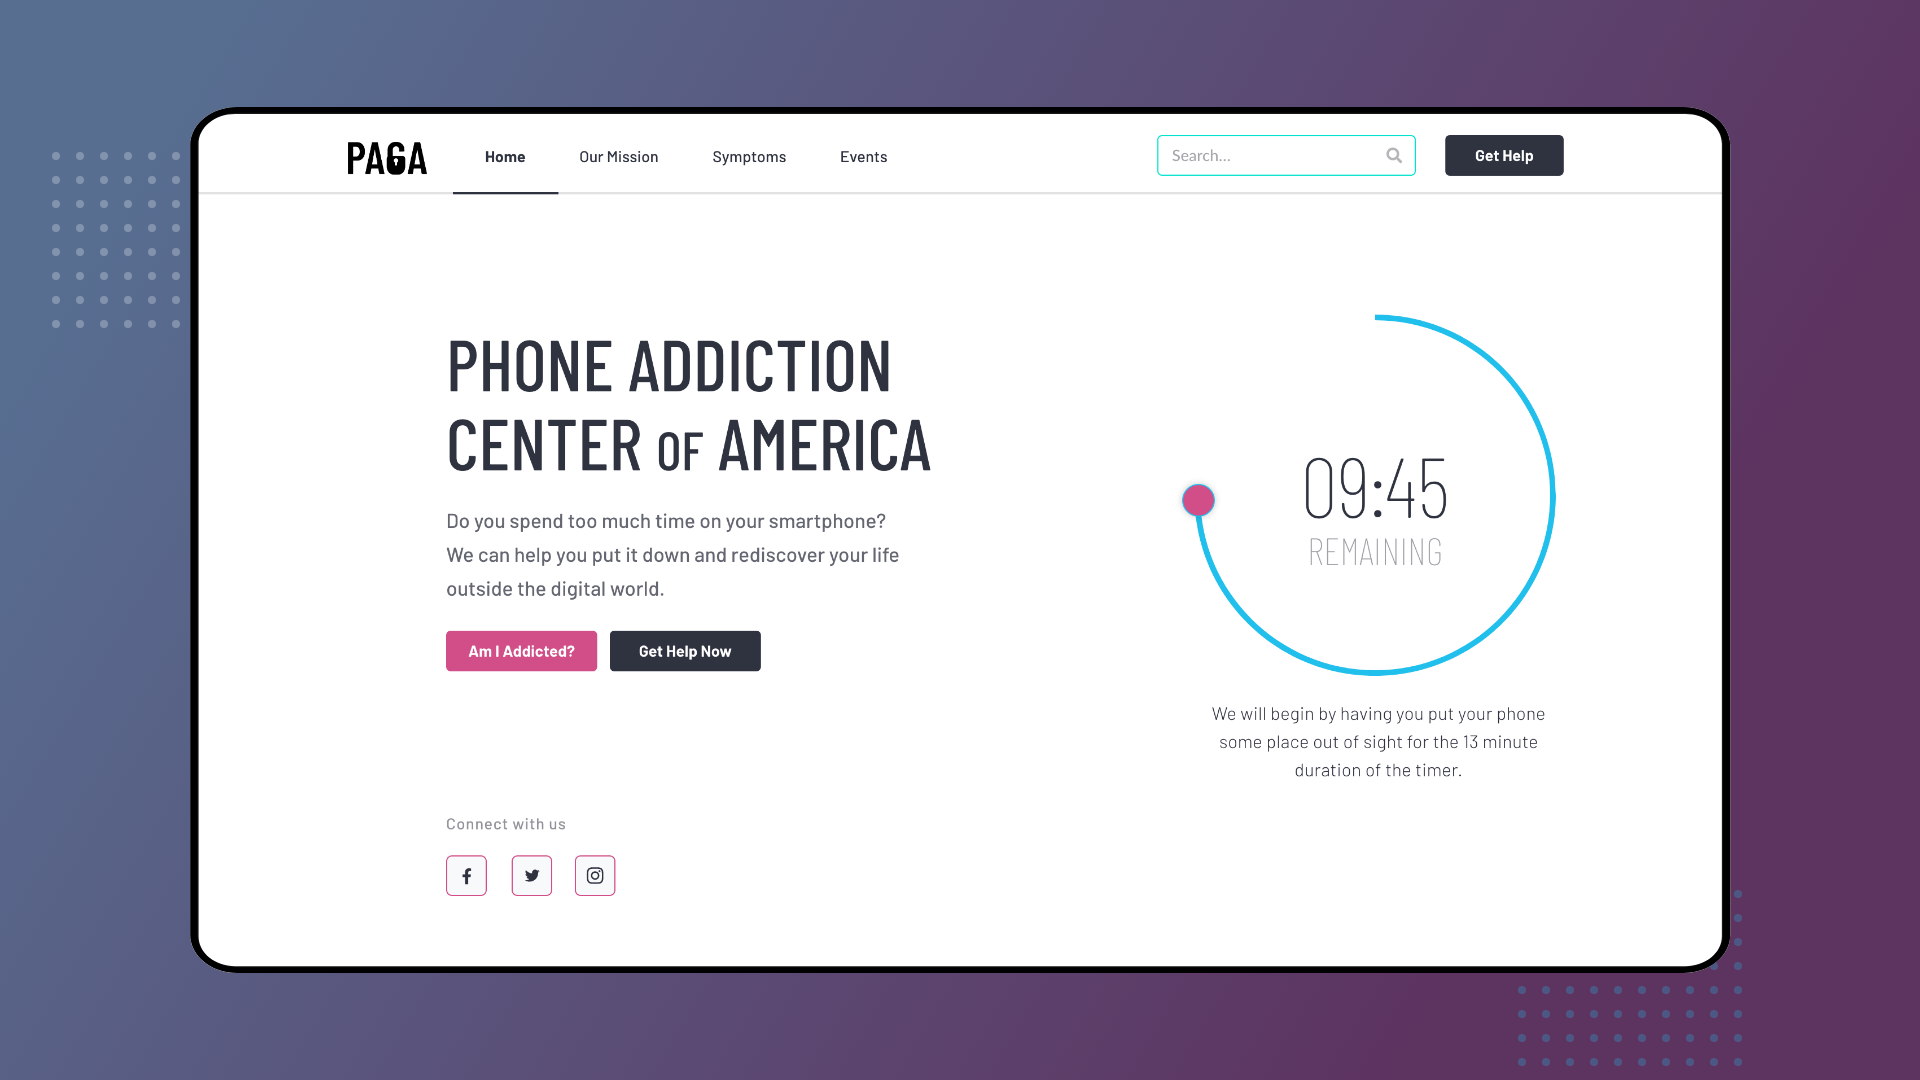 PAGA
Home
Our Mission
Symptoms
Events
Search...
Get Help
PHONE ADDICTION
CENTER OF AMERICA
Do you spend too much time on your smartphone?
We can help you put it down and rediscover your life
outside the digital world.
Am I Addicted?
Get Help Now
09:45
REMAINING
We will begin by having you put your phone
some place out of sight for the 13 minute
duration of the timer.
Connect with us